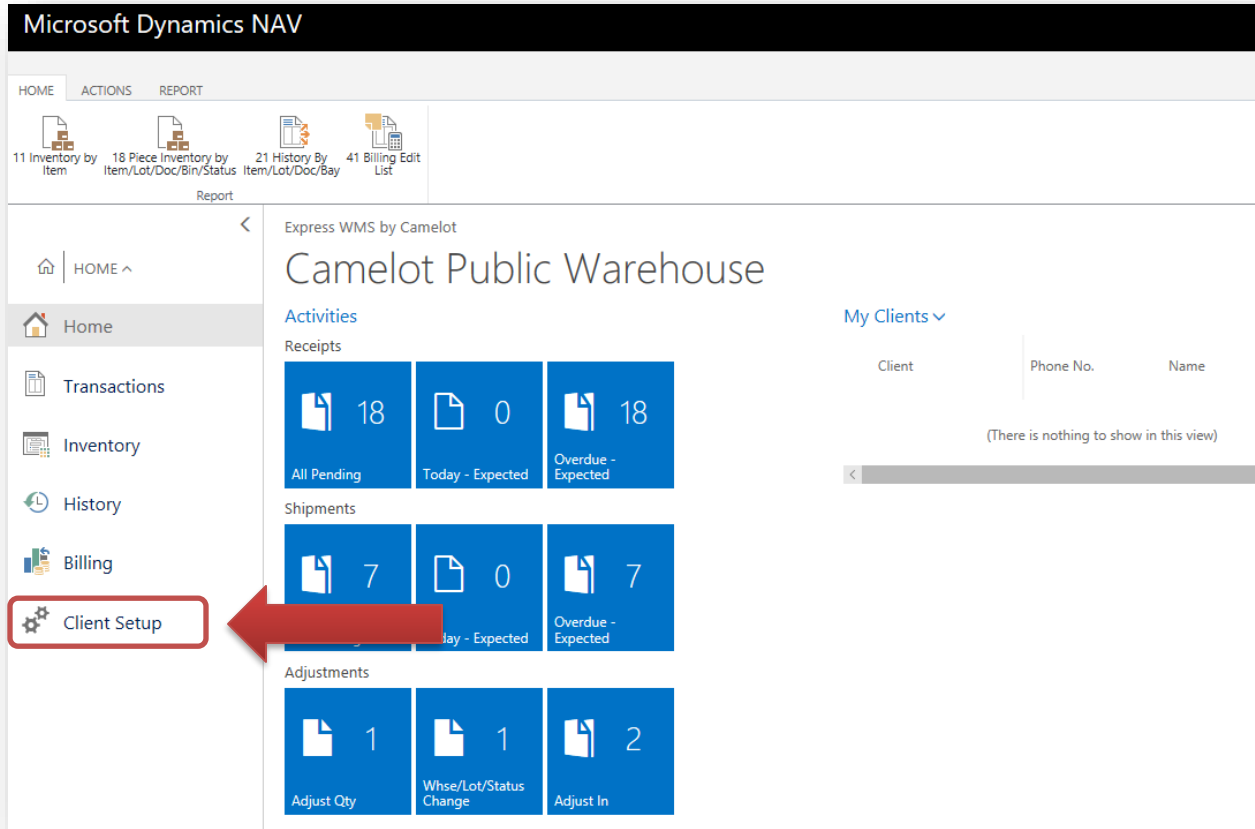 Microsoft Dynamics NAV
HOME ACTIONS REPORT
11 Inventory by Item
18 Piece Inventory by Item/Lot/Doc/Bin/Status
21 History By Item/Lot/Doc/Bay
41 Billing Edit List
Report
HOME
Home
Transactions
Inventory
History
Billing
Client Setup
Express WMS by Camelot
Camelot Public Warehouse
Activities
Receipts
18
All Pending
0
Today - Expected
18
Overdue -
Expected
Shipments
7
0
- Expected
7
Overdue -
Expected
Adjustments
1
Adjust Qty
1
Whse/Lot/Status
Change
2
Adjust In
My Clients
Client Phone No. Name
(There is nothing to show in this view)